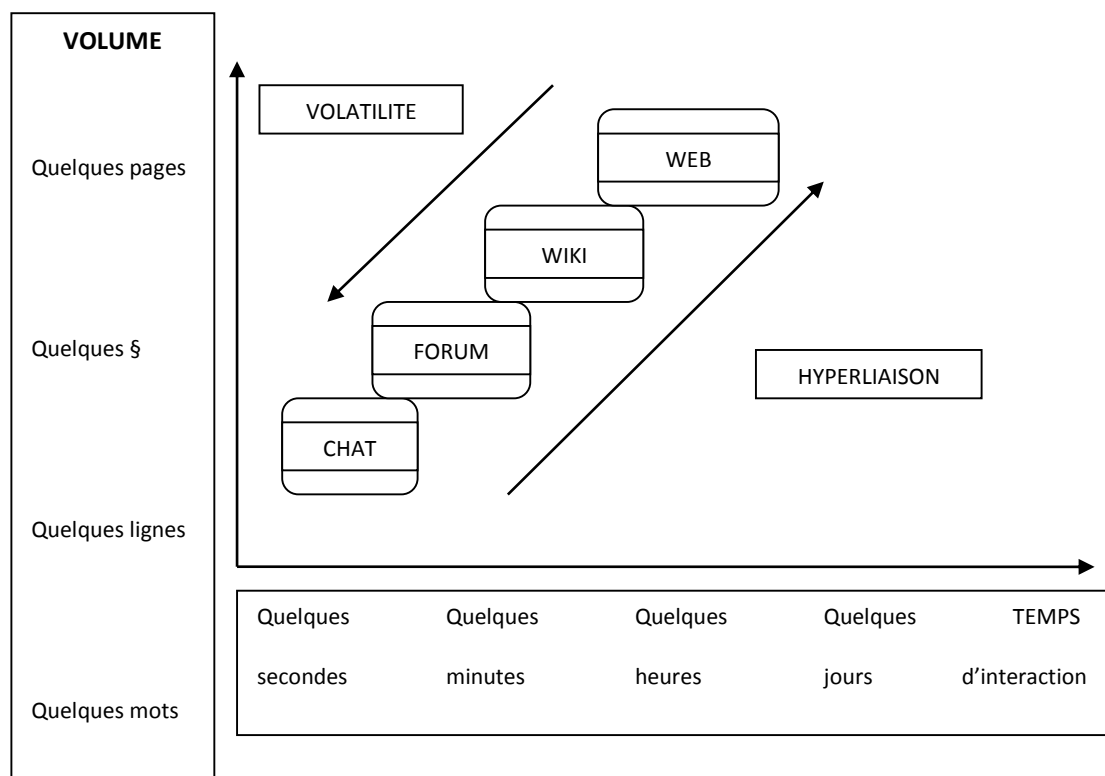 VOLUME
VOLATILITE
WEB
Quelques pages
WIKI
Quelques §
FORUM
HYPERLIAISON
CHAT
Quelques lignes
Quelques Quelques Quelques Quelques TEMPS
secondes minutes heures jours d’interaction
Quelques mots